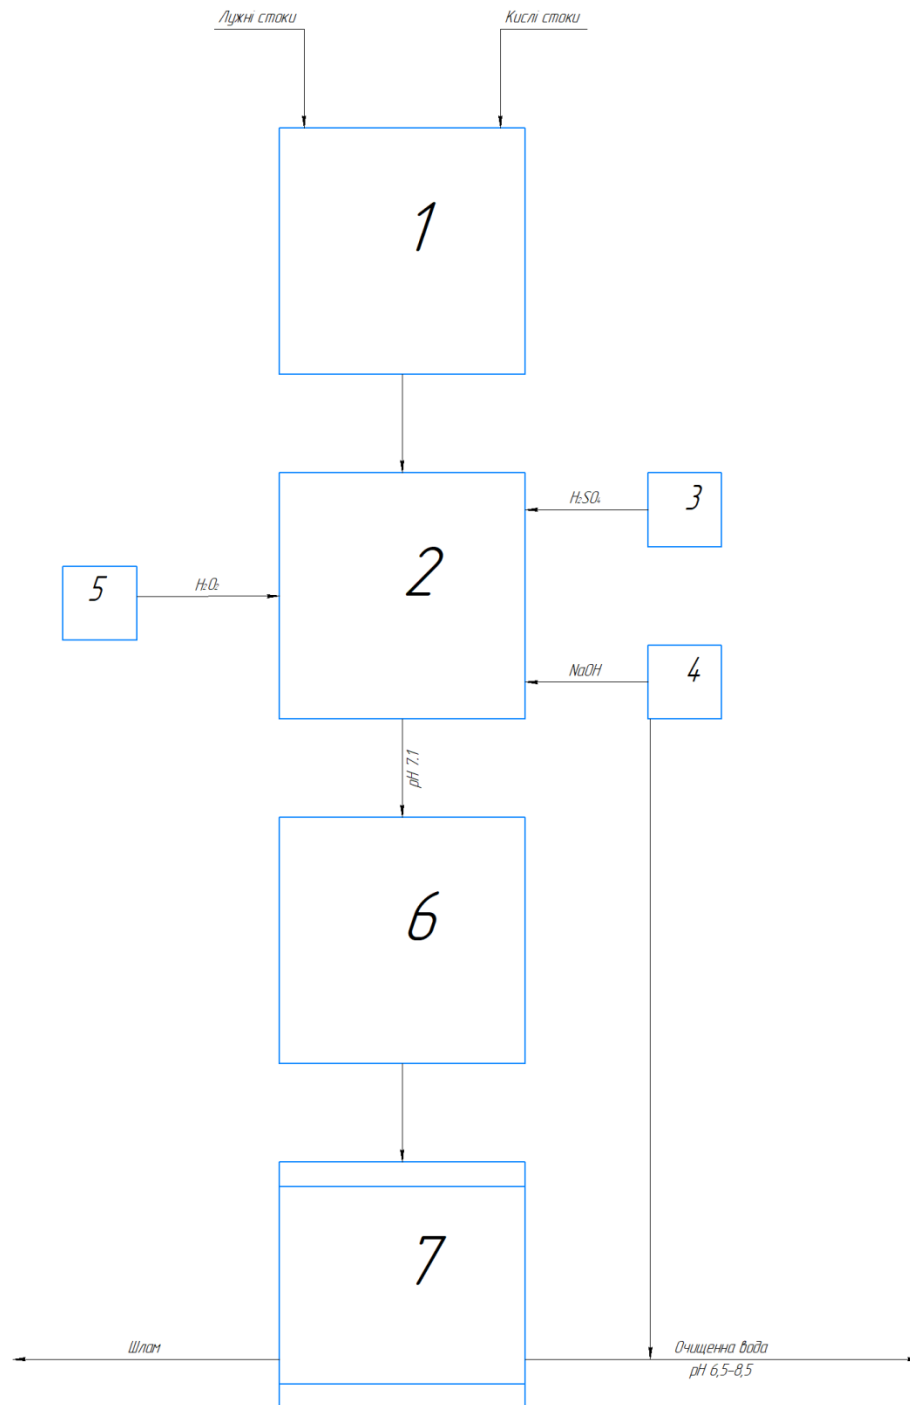 Лужні стоки
Кислі стоки
1
2
H₂SO₄
3
5
H₂O₂
NaOH
4
pH 7.1
6
7
Шлам
Очищенна вода
pH 6,5-8,5